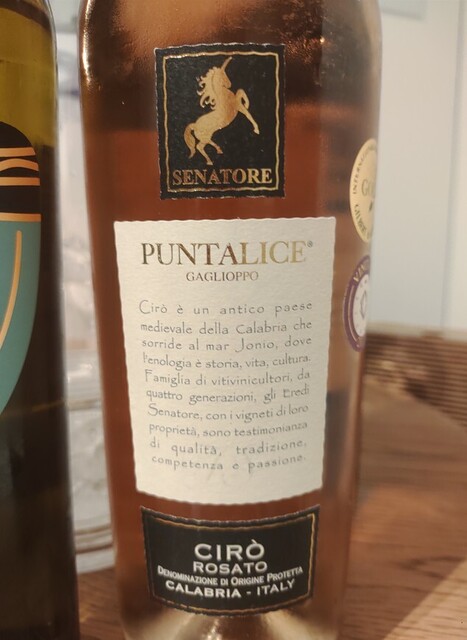 SENATORE
PUNTALICE®
GAGLIOPPO
Cirò è un antico paese
medievale della Calabria che
sorride al mar Jonio, dove
l'enologia è storia, vita, cultura.
Famiglia di vitivinicultori, da
quattro generazioni, gli Eredi
Senatore, con i vigneti di loro
proprietà, sono testimonianza
di qualità, tradizione,
competenza e passione.
CIRÒ
ROSATO
DENOMINAZIONE DI ORIGINE PROTETTA
CALABRIA - ITALY